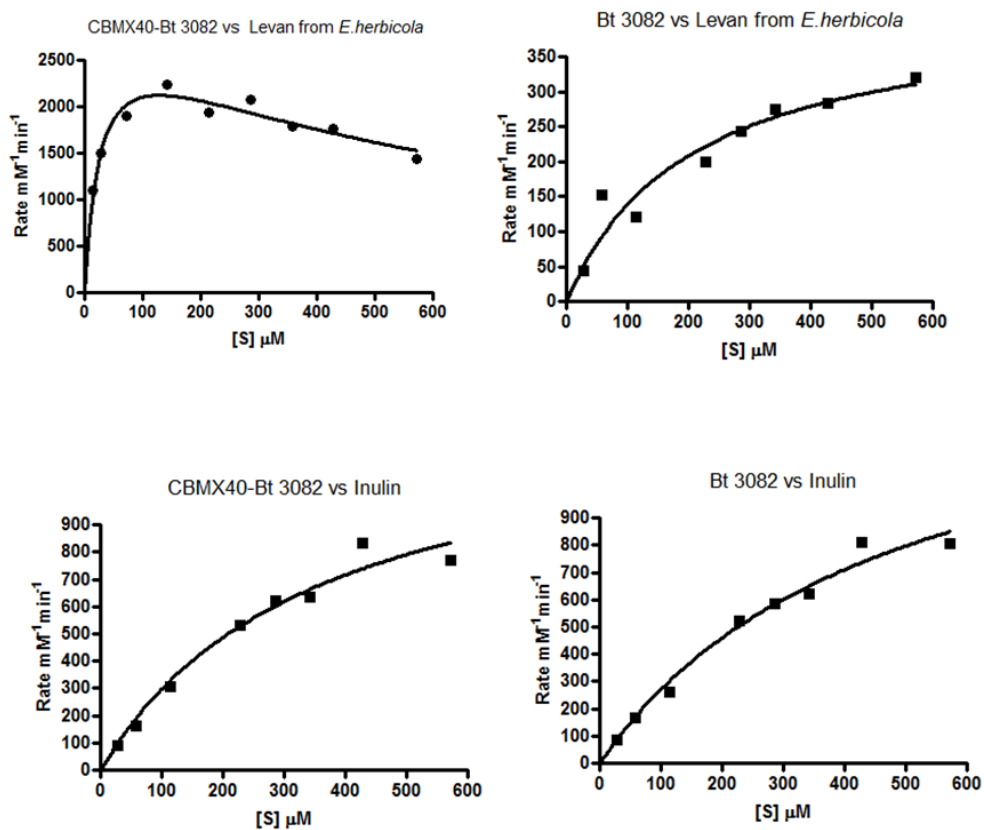 CBMX40-Bt 3082 vs Levan from E.herbicola
2500
2000
1500
1000
500
0
0 100 200 300 400 500 600
Rate mM⁻¹min⁻¹
[S] µM
Bt 3082 vs Levan from E.herbicola
350
300
250
200
150
100
50
0
0 100 200 300 400 500 600
Rate mM⁻¹min⁻¹
[S] µM
CBMX40-Bt 3082 vs Inulin
900
800
700
600
500
400
300
200
100
0
0 100 200 300 400 500 600
Rate mM⁻¹min⁻¹
[S] µM
Bt 3082 vs Inulin
900
800
700
600
500
400
300
200
100
0
0 100 200 300 400 500 600
Rate mM⁻¹min⁻¹
[S] µM